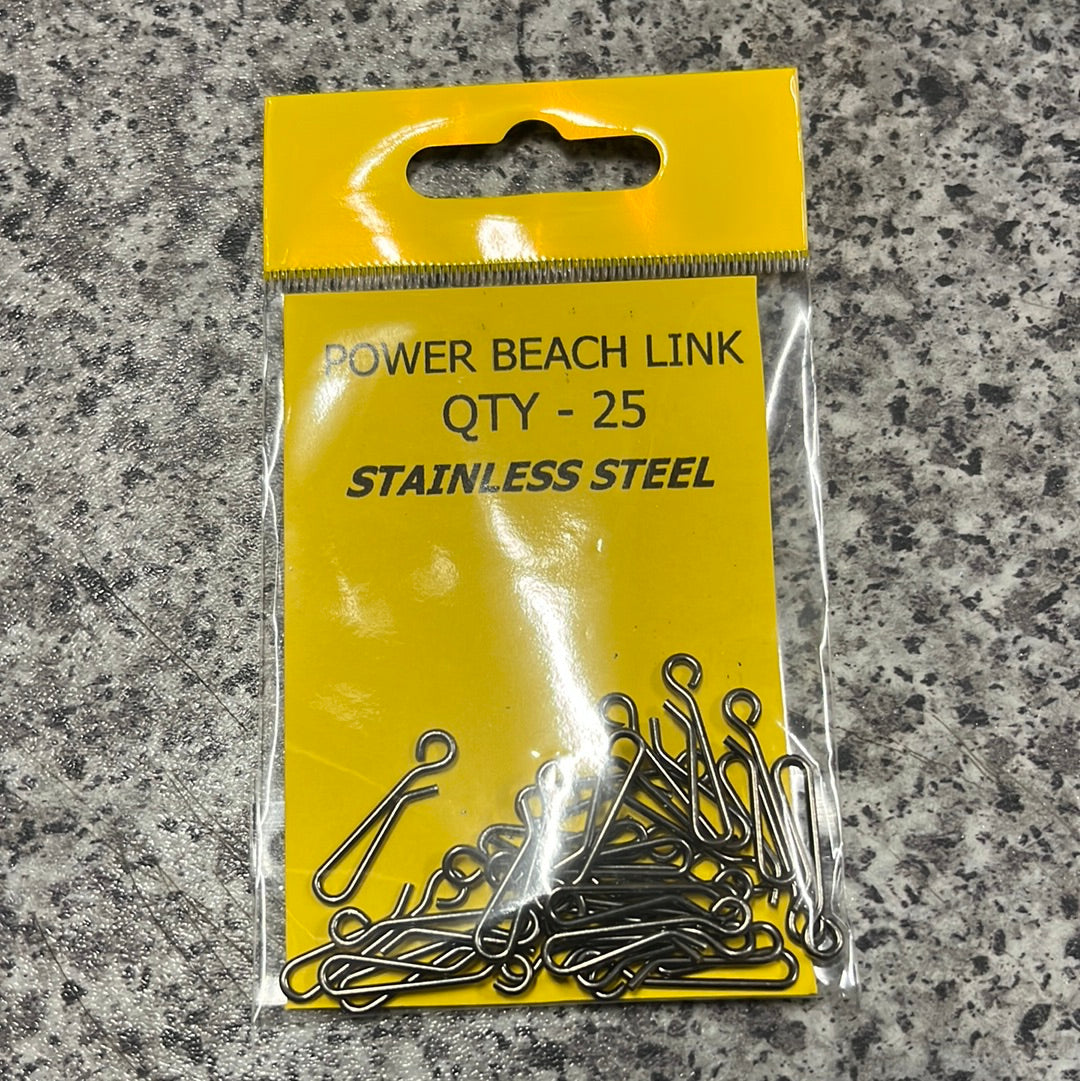 POWER BEACH LINK
QTY - 25
STAINLESS STEEL